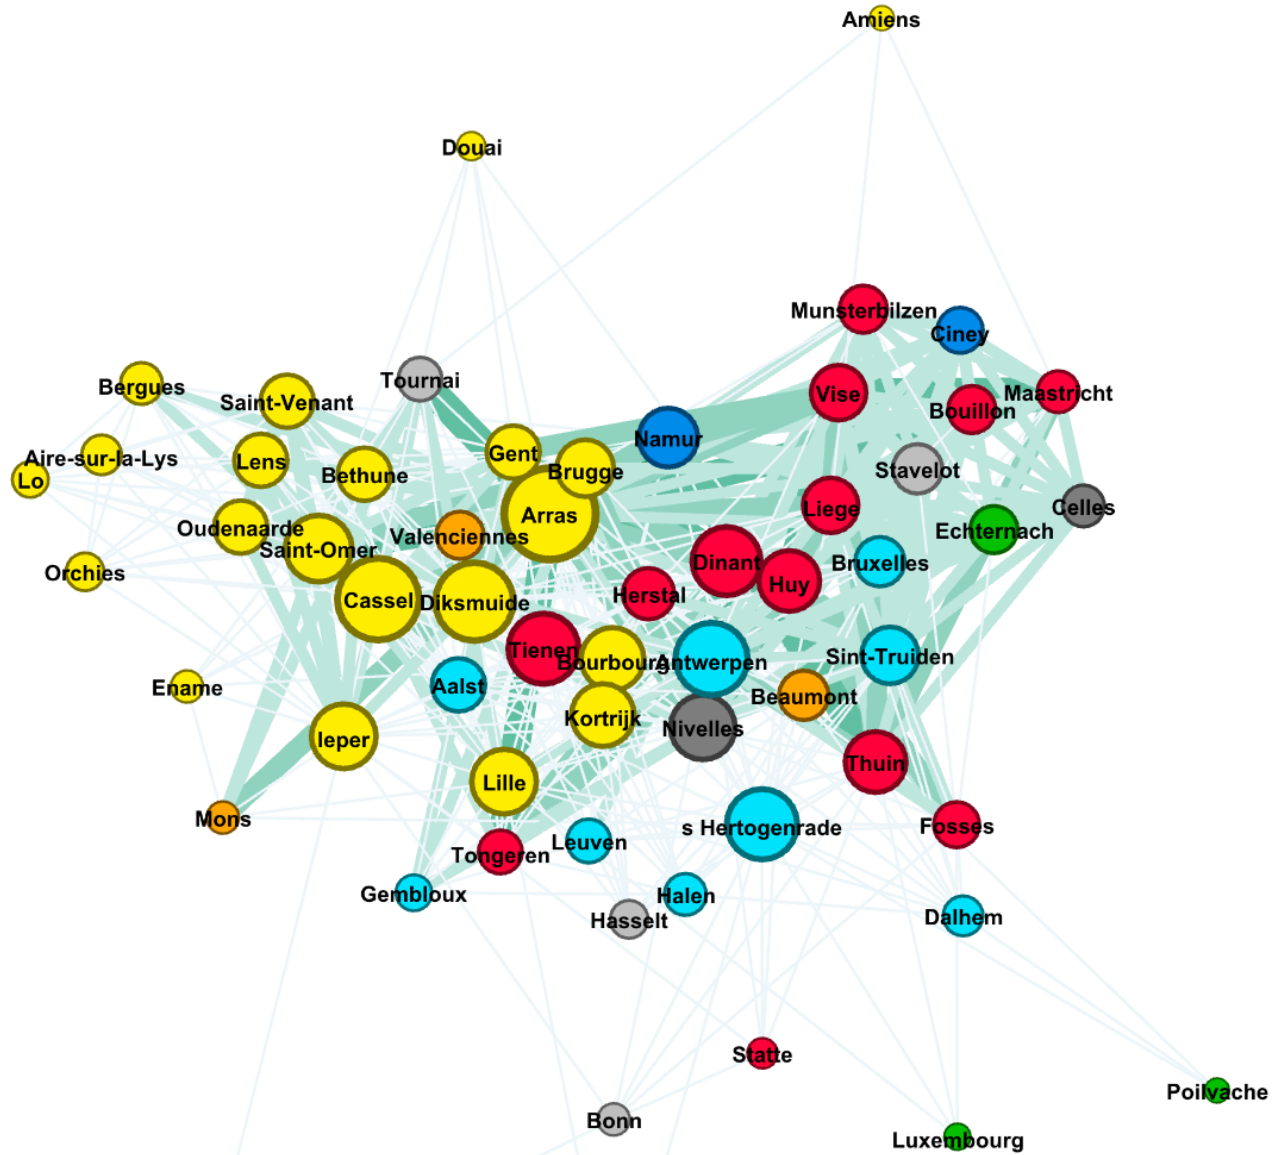 Amiens
Douai
Munsterbilzen
Ciney
Tournai
Bergues
Maastricht
Vise
Saint-Venant
Bouillon
Namur
Gent
Aire-sur-la-Lys
Lens
Stavelot
Brugge
Bethune
Lo
Celles
Liege
Arras
Oudenaarde
Echternach
Valenciennes
Saint-Omer
Dinant
Bruxelles
Orchies
Huy
Herstal
Cassel
Diksmuide
Tienen
Sint-Truiden
Bourbourg
Antwerpen
Aalst
Ename
Beaumont
Kortrijk
Nivelles
Ieper
Thuin
Lille
Mons
Fosses
s Hertogenrade
Leuven
Tongeren
Gembloux
Halen
Dalhem
Hasselt
Statte
Poilvache
Bonn
Luxembourg